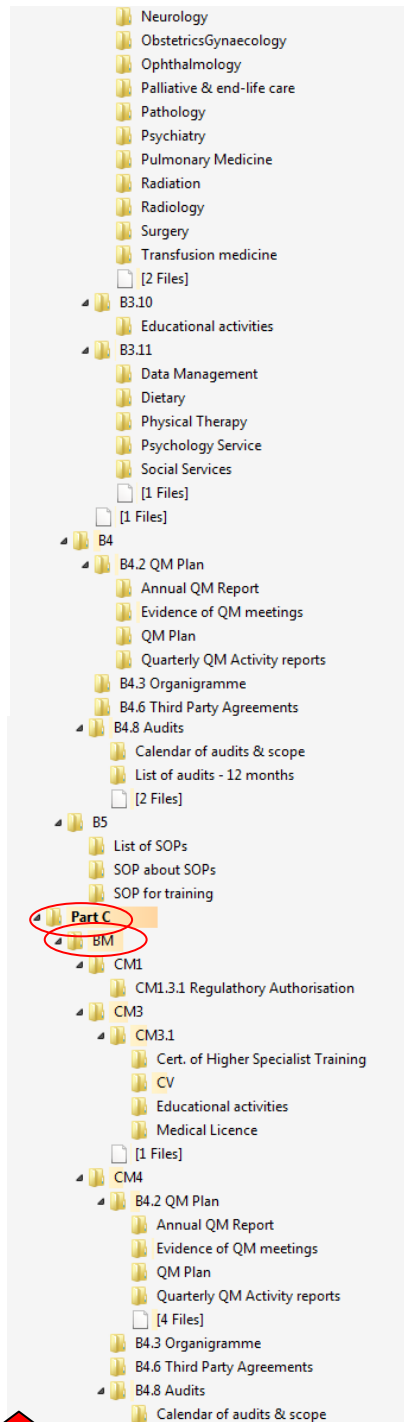 Neurology
ObstetricsGynaecology
Ophthalmology
Palliative & end-life care
Pathology
Psychiatry
Pulmonary Medicine
Radiation
Radiology
Surgery
Transfusion medicine
[2 Files]
B3.10
Educational activities
B3.11
Data Management
Dietary
Physical Therapy
Psychology Service
Social Services
[1 Files]
[1 Files]
B4
B4.2 QM Plan
Annual QM Report
Evidence of QM meetings
QM Plan
Quarterly QM Activity reports
B4.3 Organigramme
B4.6 Third Party Agreements
B4.8 Audits
Calendar of audits & scope
List of audits - 12 months
[2 Files]
B5
List of SOPs
SOP about SOPs
SOP for training
Part C
BM
CM1
CM1.3.1 Regulathory Authorisation
CM3
CM3.1
Cert. of Higher Specialist Training
CV
Educational activities
Medical Licence
[1 Files]
CM4
B4.2 QM Plan
Annual QM Report
Evidence of QM meetings
QM Plan
Quarterly QM Activity reports
[4 Files]
B4.3 Organigramme
B4.6 Third Party Agreements
B4.8 Audits
Calendar of audits & scope